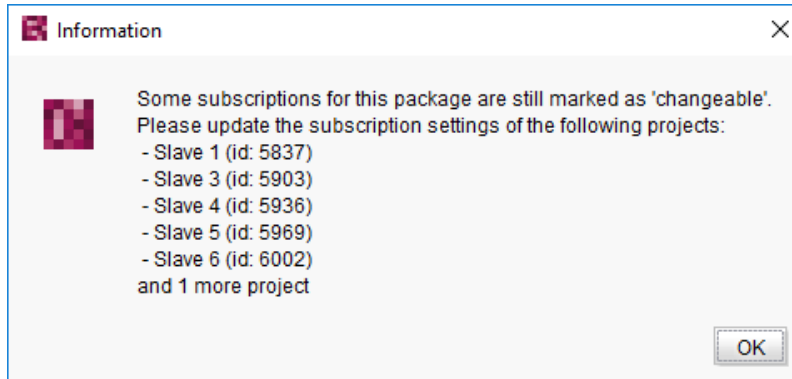 Information
Some subscriptions for this package are still marked as 'changeable'.
Please update the subscription settings of the following projects:
- Slave 1 (id: 5837)
- Slave 3 (id: 5903)
- Slave 4 (id: 5936)
- Slave 5 (id: 5969)
- Slave 6 (id: 6002)
and 1 more project
OK